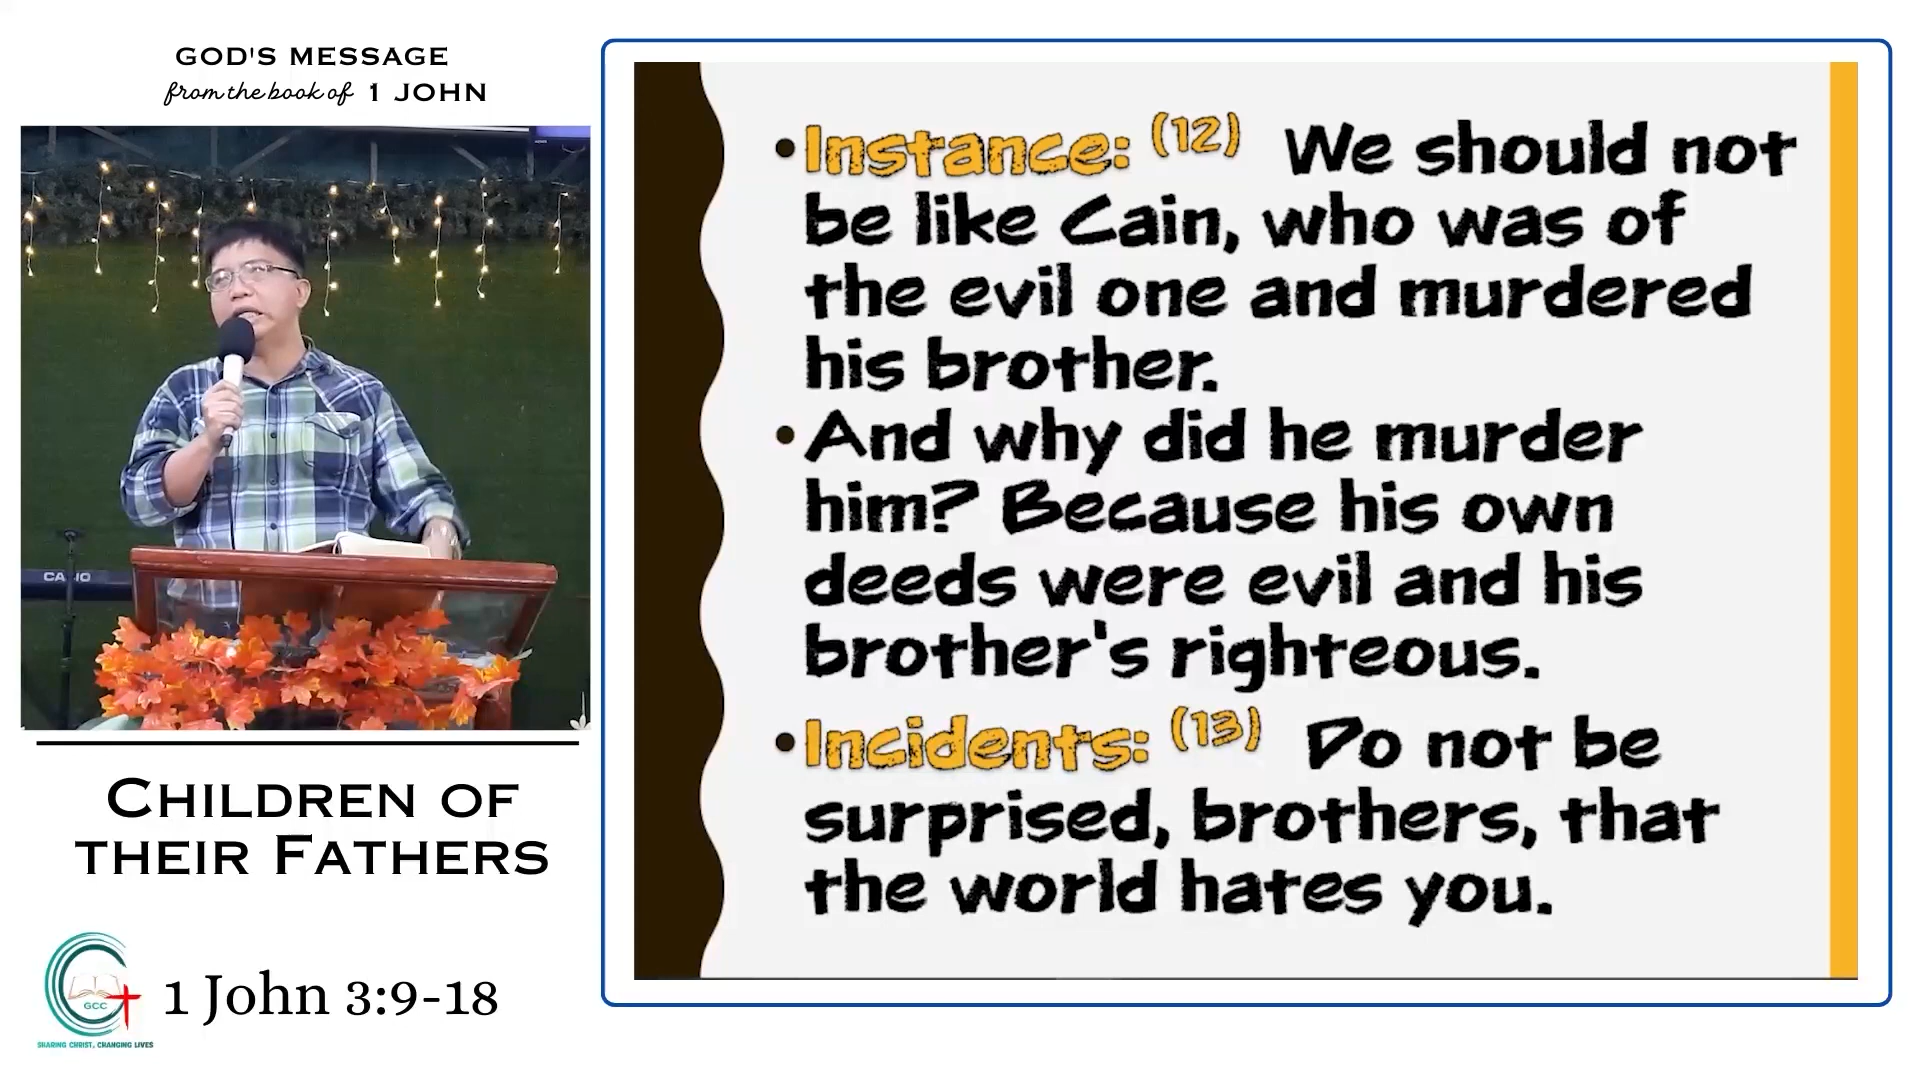 GOD'S MESSAGE
from the book of 1 JOHN
CASIO
CHILDREN OF
THEIR FATHERS
GCC
SHARING CHRIST, CHANGING LIVES
1 John 3:9-18
•Instance: (12) We should not
be like Cain, who was of
the evil one and murdered
his brother.
•And why did he murder
him? Because his own
deeds were evil and his
brother's righteous.
•Incidents: (13) Do not be
surprised, brothers, that
the world hates you.